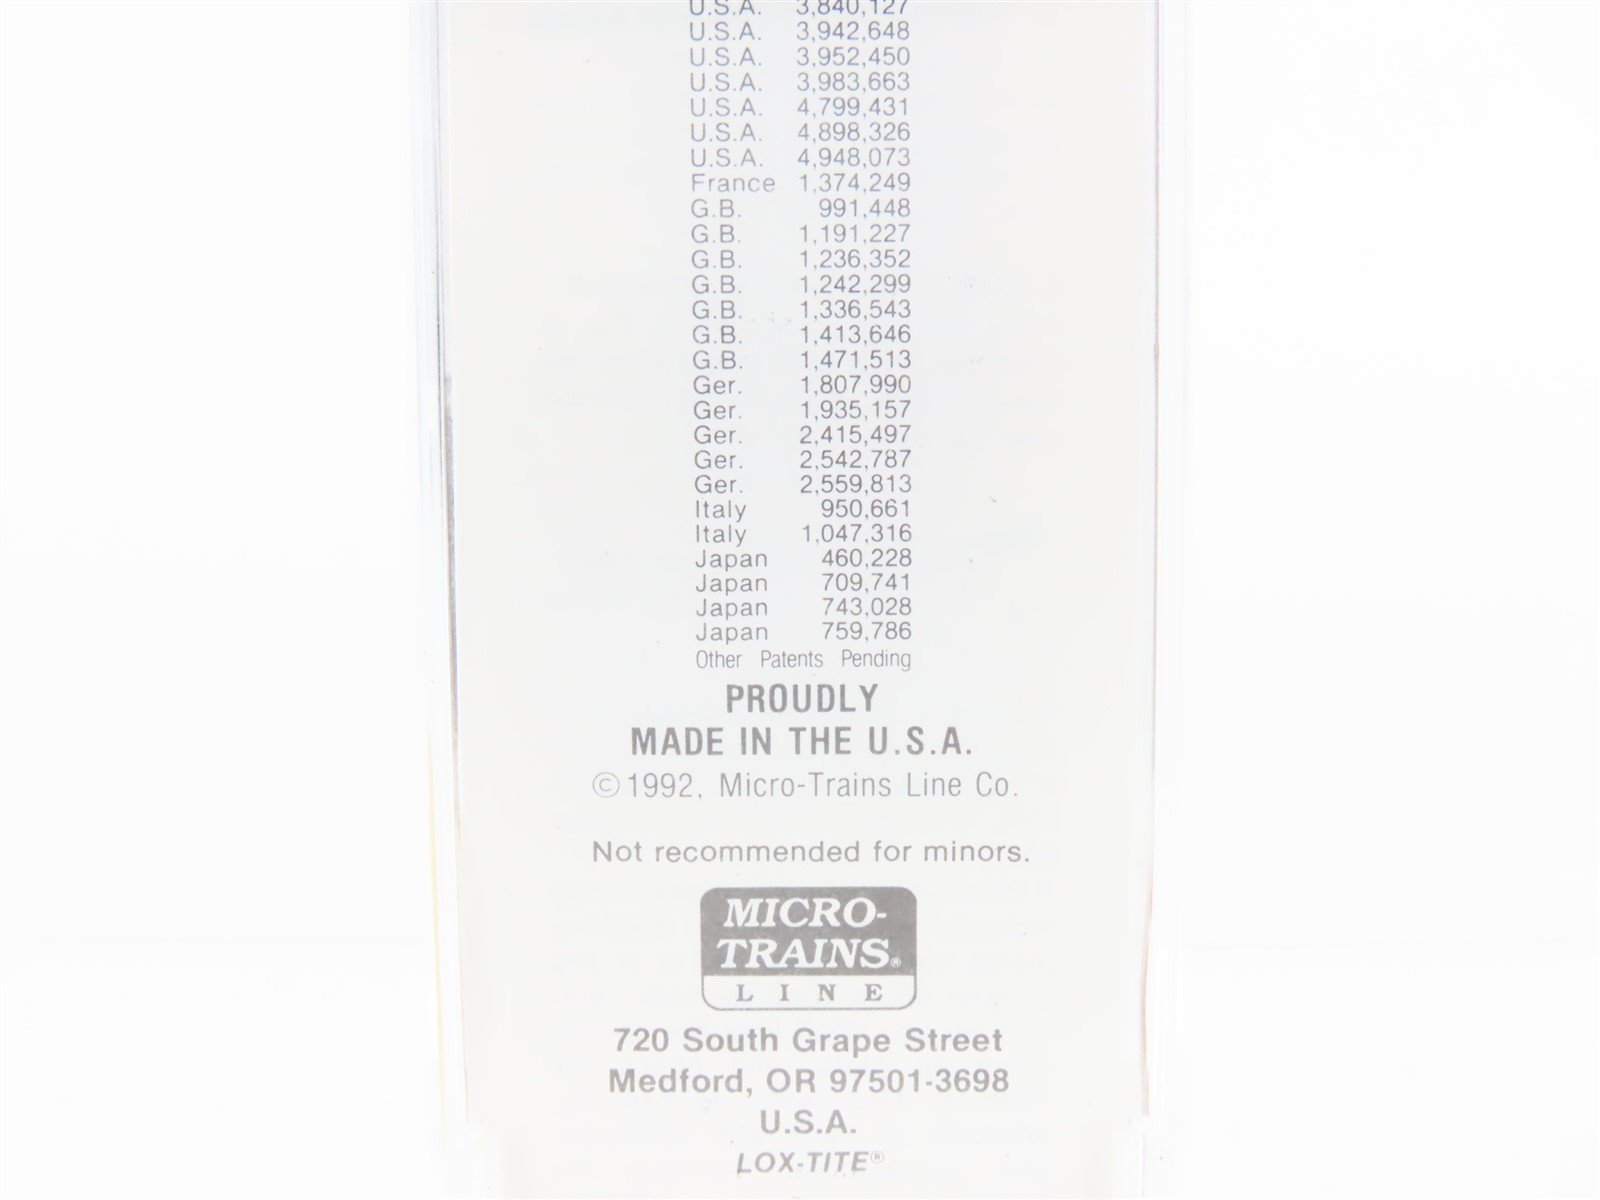 U.S.A. 3,840,127
U.S.A. 3,942,648
U.S.A. 3,952,450
U.S.A. 3,983,663
U.S.A. 4,799,431
U.S.A. 4,898,326
U.S.A. 4,948,073
France 1,374,249
G.B. 991,448
G.B. 1,191,227
G.B. 1,236,352
G.B. 1,242,299
G.B. 1,336,543
G.B. 1,413,646
G.B. 1,471,513
Ger. 1,807,990
Ger. 1,935,157
Ger. 2,415,497
Ger. 2,542,787
Ger. 2,559,813
Italy 950,661
Italy 1,047,316
Japan 460,228
Japan 709,741
Japan 743,028
Japan 759,786
Other Patents Pending
PROUDLY
MADE IN THE U.S.A.
©1992, Micro-Trains Line Co.
Not recommended for minors.
MICRO-
TRAINS®
LINE
720 South Grape Street
Medford, OR 97501-3698
U.S.A.
LOX-TITE®